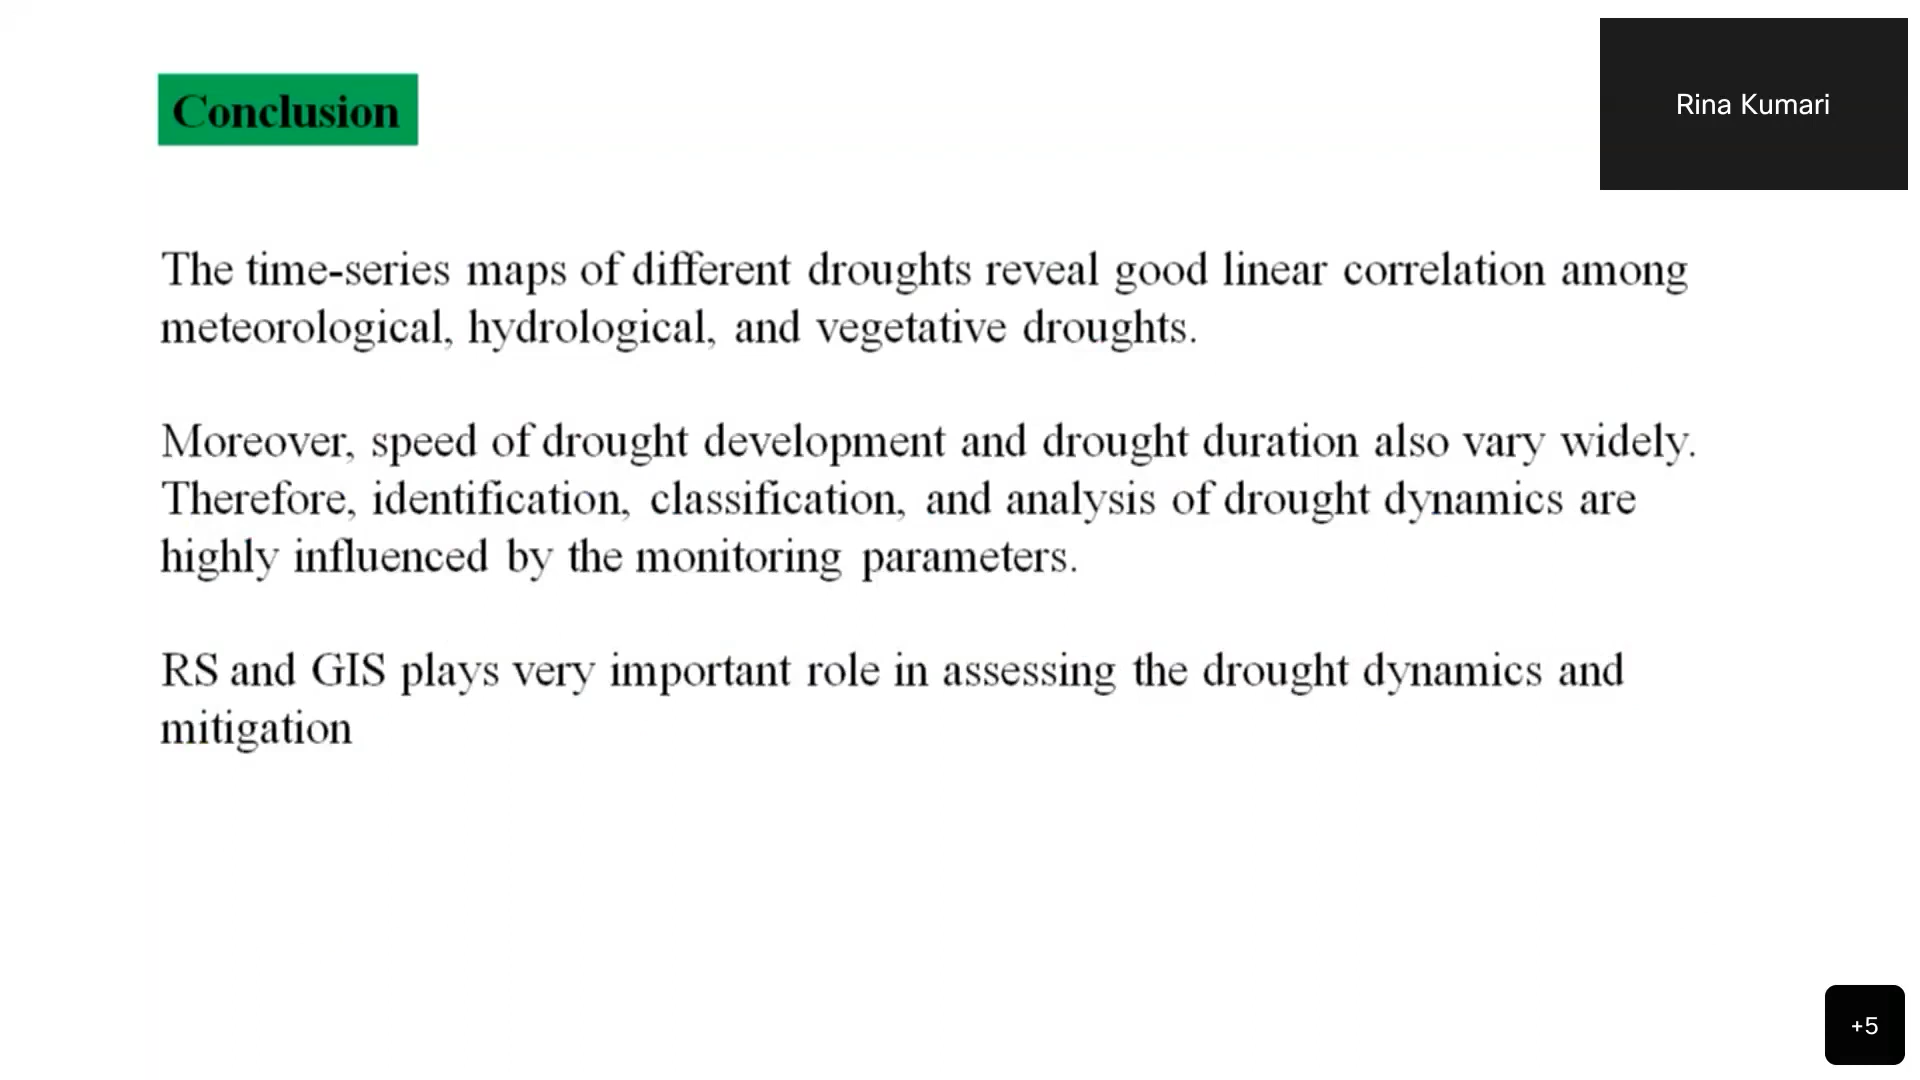 Conclusion
Rina Kumari
The time-series maps of different droughts reveal good linear correlation among
meteorological, hydrological, and vegetative droughts.
Moreover, speed of drought development and drought duration also vary widely.
Therefore, identification, classification, and analysis of drought dynamics are
highly influenced by the monitoring parameters.
RS and GIS plays very important role in assessing the drought dynamics and
mitigation
+5